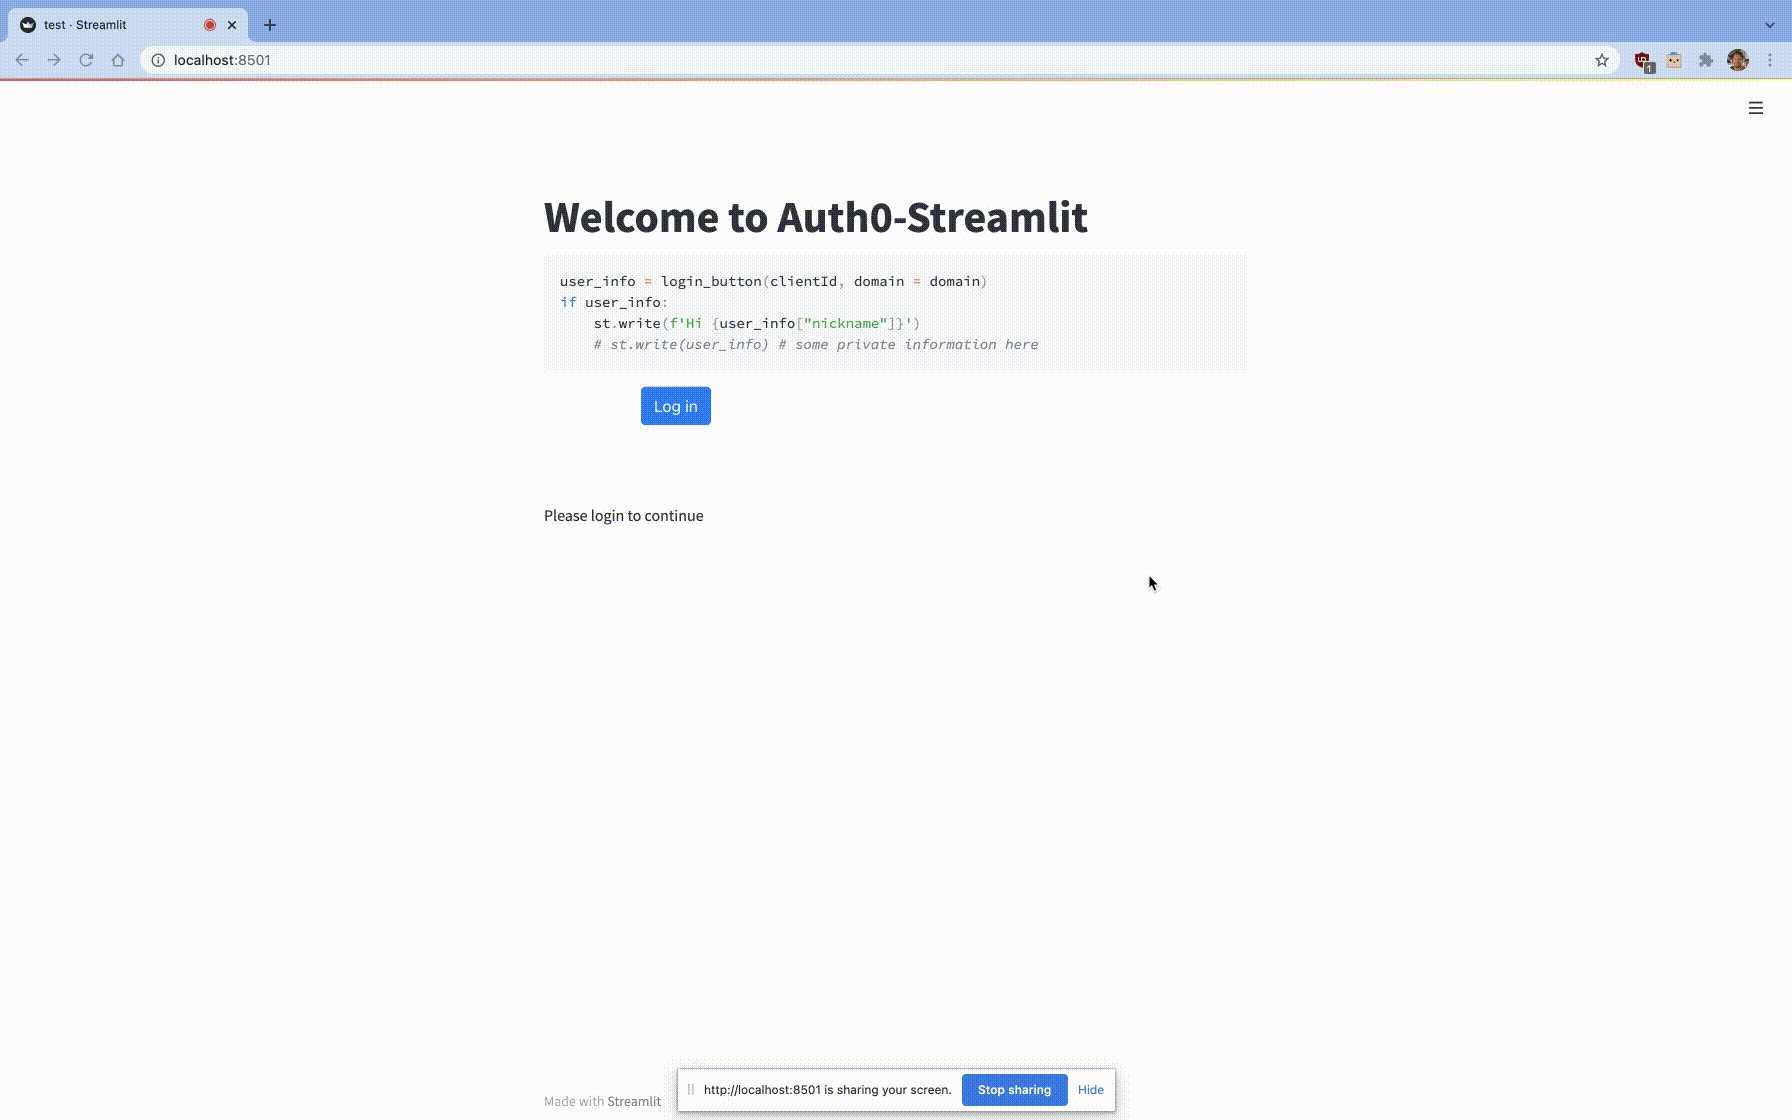 test · Streamlit
localhost:8501
1
Welcome to Auth0-Streamlit
user_info = login_button(clientId, domain = domain)
if user_info:
    st.write(f'Hi {user_info["nickname"]}')
    # st.write(user_info) # some private information here
Log in
Please login to continue
http://localhost:8501 is sharing your screen. Stop sharing Hide
Made with Streamlit